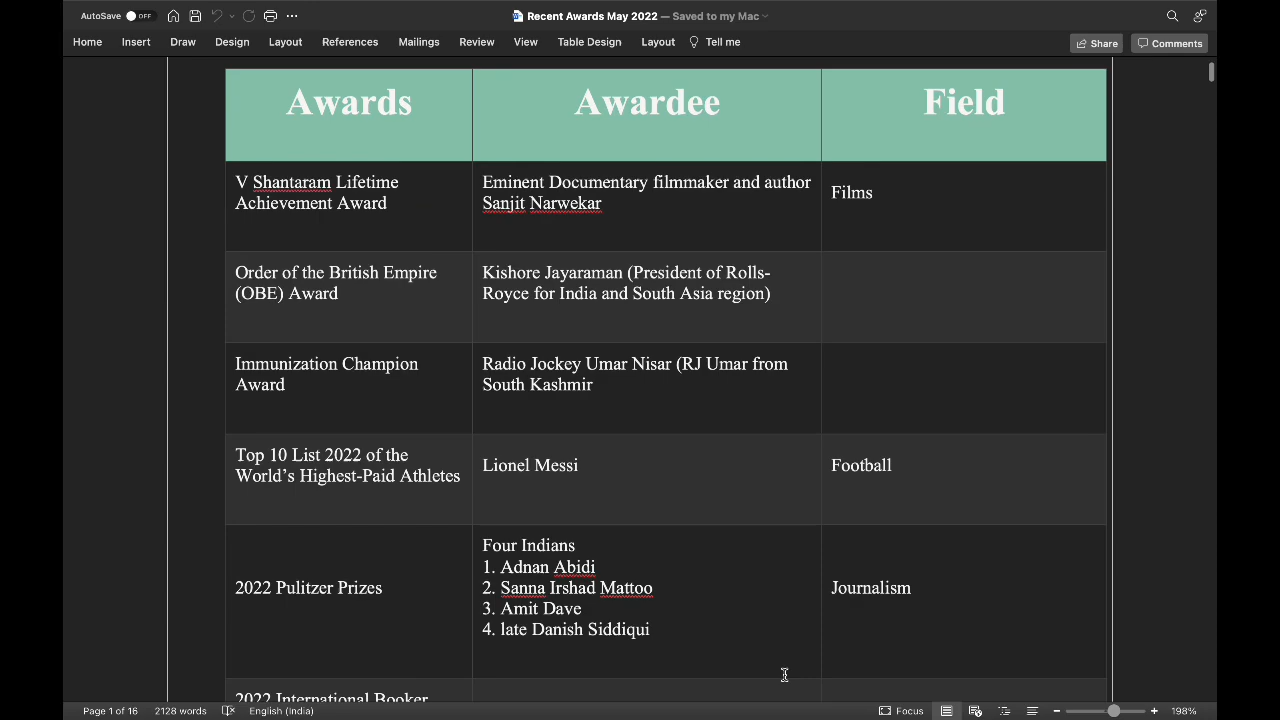 AutoSave OFF
Recent Awards May 2022 — Saved to my Mac
Home Insert Draw Design Layout References Mailings Review View Table Design Layout Tell me Share Comments
Awards Awardee Field
V Shantaram Lifetime
Achievement Award
Eminent Documentary filmmaker and author
Sanjit Narwekar
Films
Order of the British Empire
(OBE) Award
Kishore Jayaraman (President of Rolls-
Royce for India and South Asia region)
Immunization Champion
Award
Radio Jockey Umar Nisar (RJ Umar from
South Kashmir
Top 10 List 2022 of the
World's Highest-Paid Athletes
Lionel Messi
Football
2022 Pulitzer Prizes
Four Indians
1. Adnan Abidi
2. Sanna Irshad Mattoo
3. Amit Dave
4. late Danish Siddiqui
Journalism
2022 International Booker
Page 1 of 16 2128 words English (India) Focus 198%